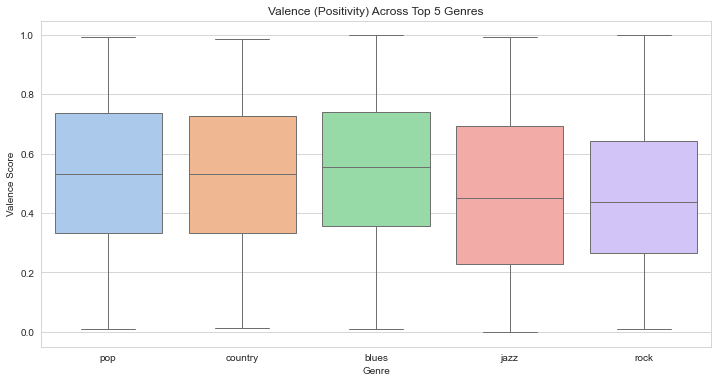 Valence (Positivity) Across Top 5 Genres
Valence Score
1.0
0.8
0.6
0.4
0.2
0.0
pop country blues jazz rock
Genre